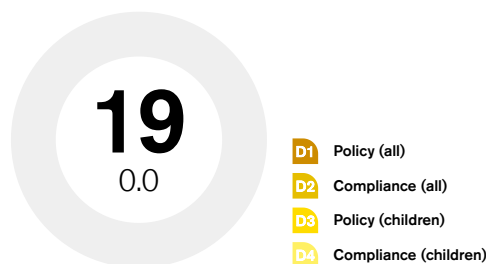 19
0.0
D1 Policy (all)
D2 Compliance (all)
D3 Policy (children)
D4 Compliance (children)